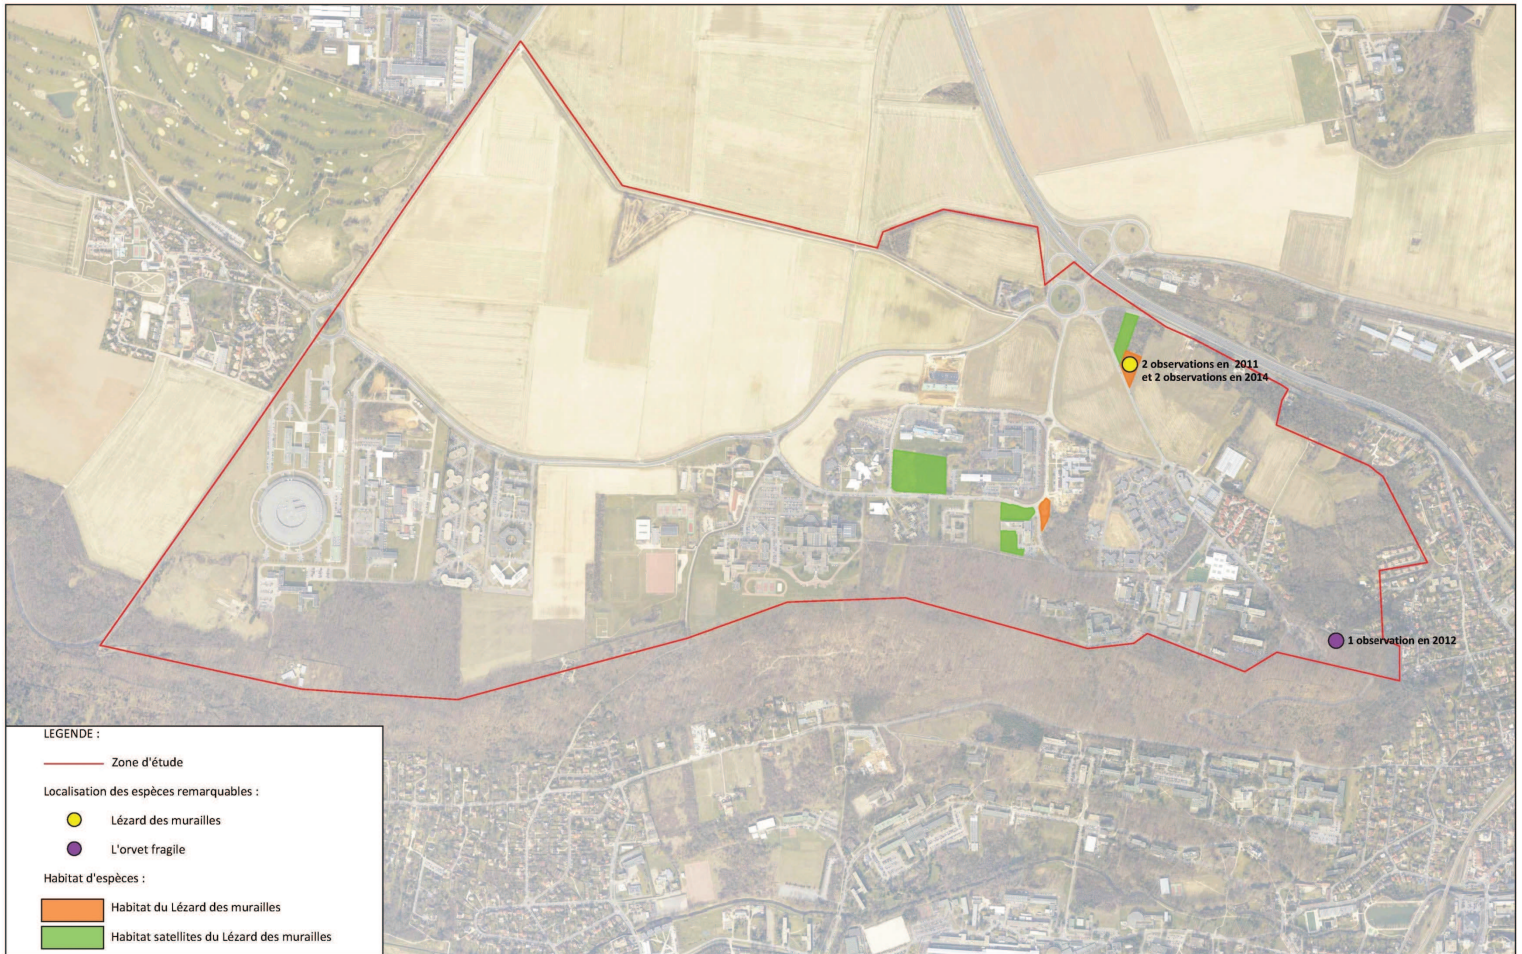 2 observations en 2011
et 2 observations en 2014
1 observation en 2012
LEGENDE :
Zone d'étude
Localisation des espèces remarquables :
Lézard des murailles
L'orvet fragile
Habitat d'espèces :
Habitat du Lézard des murailles
Habitat satellites du Lézard des murailles